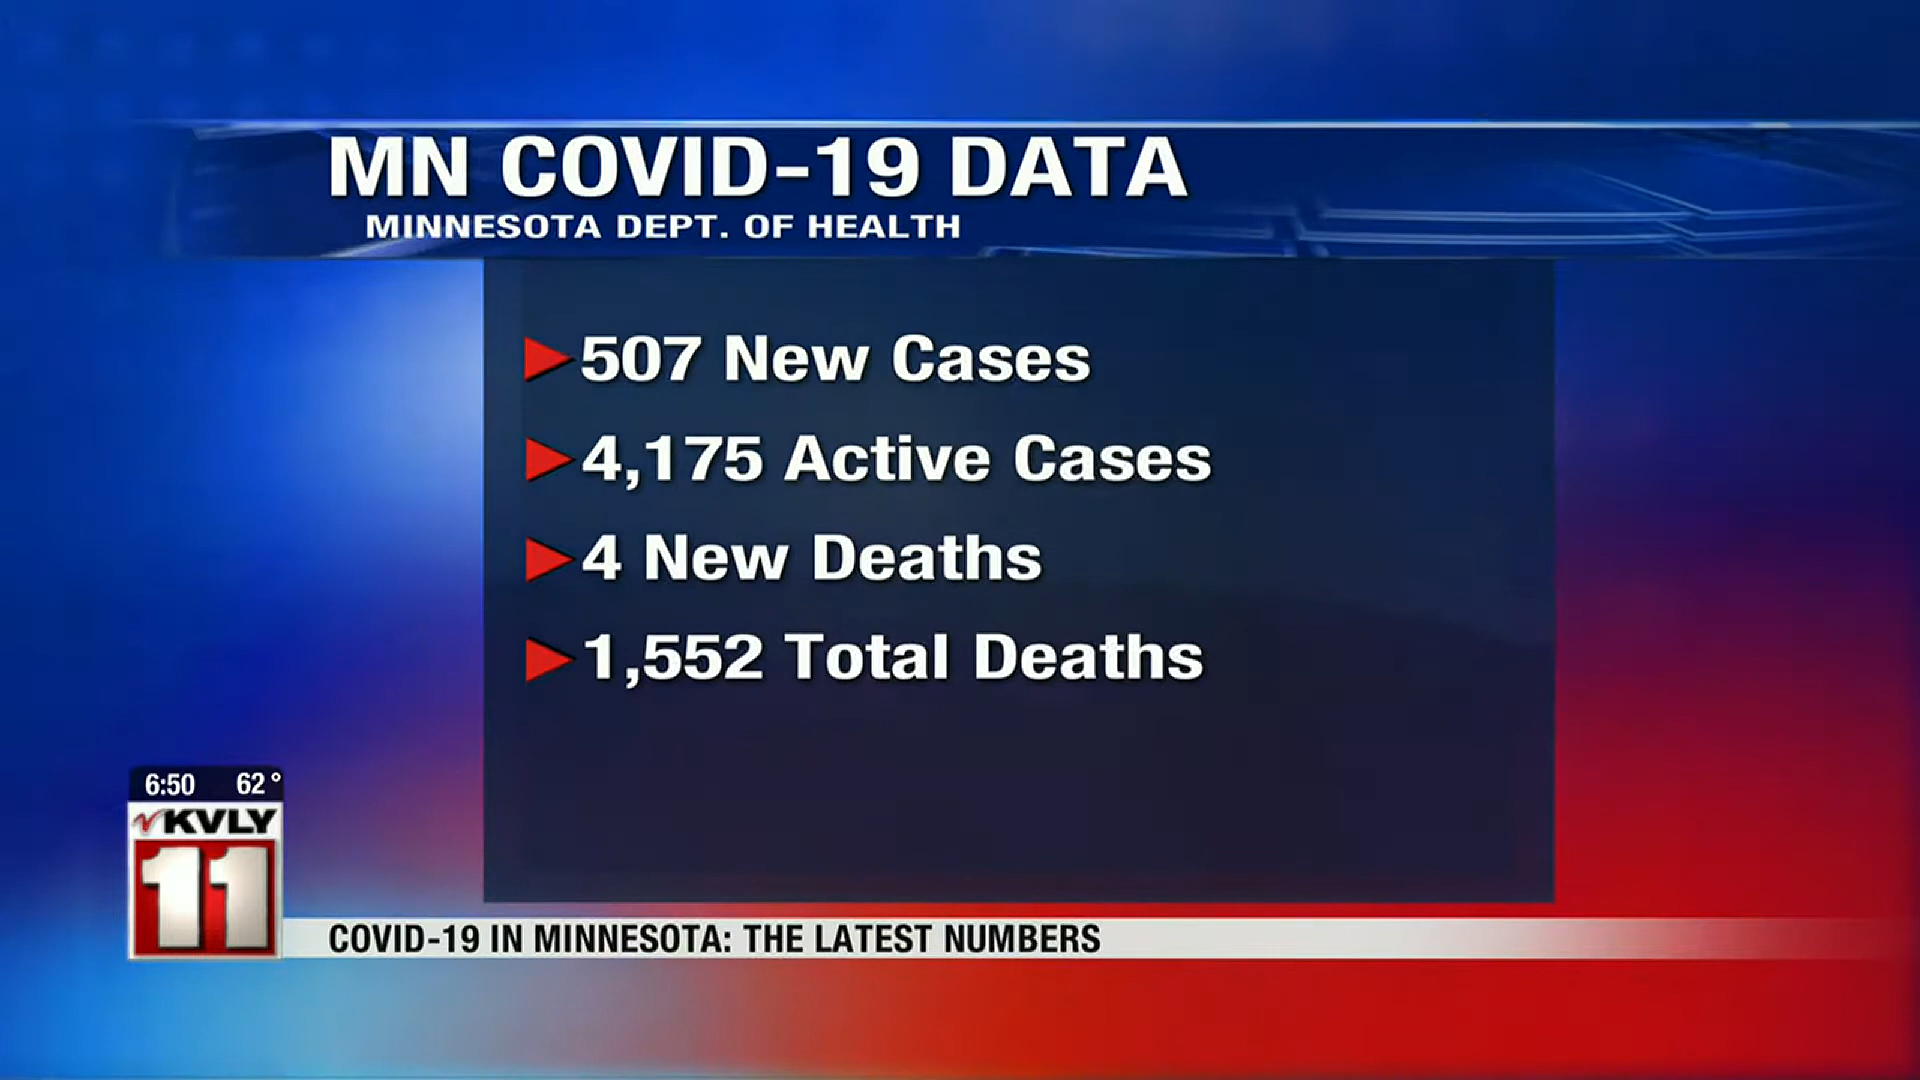 MN COVID-19 DATA
MINNESOTA DEPT. OF HEALTH
507 New Cases
4,175 Active Cases
4 New Deaths
1,552 Total Deaths
6:50 62°
KVLY
11
COVID-19 IN MINNESOTA: THE LATEST NUMBERS